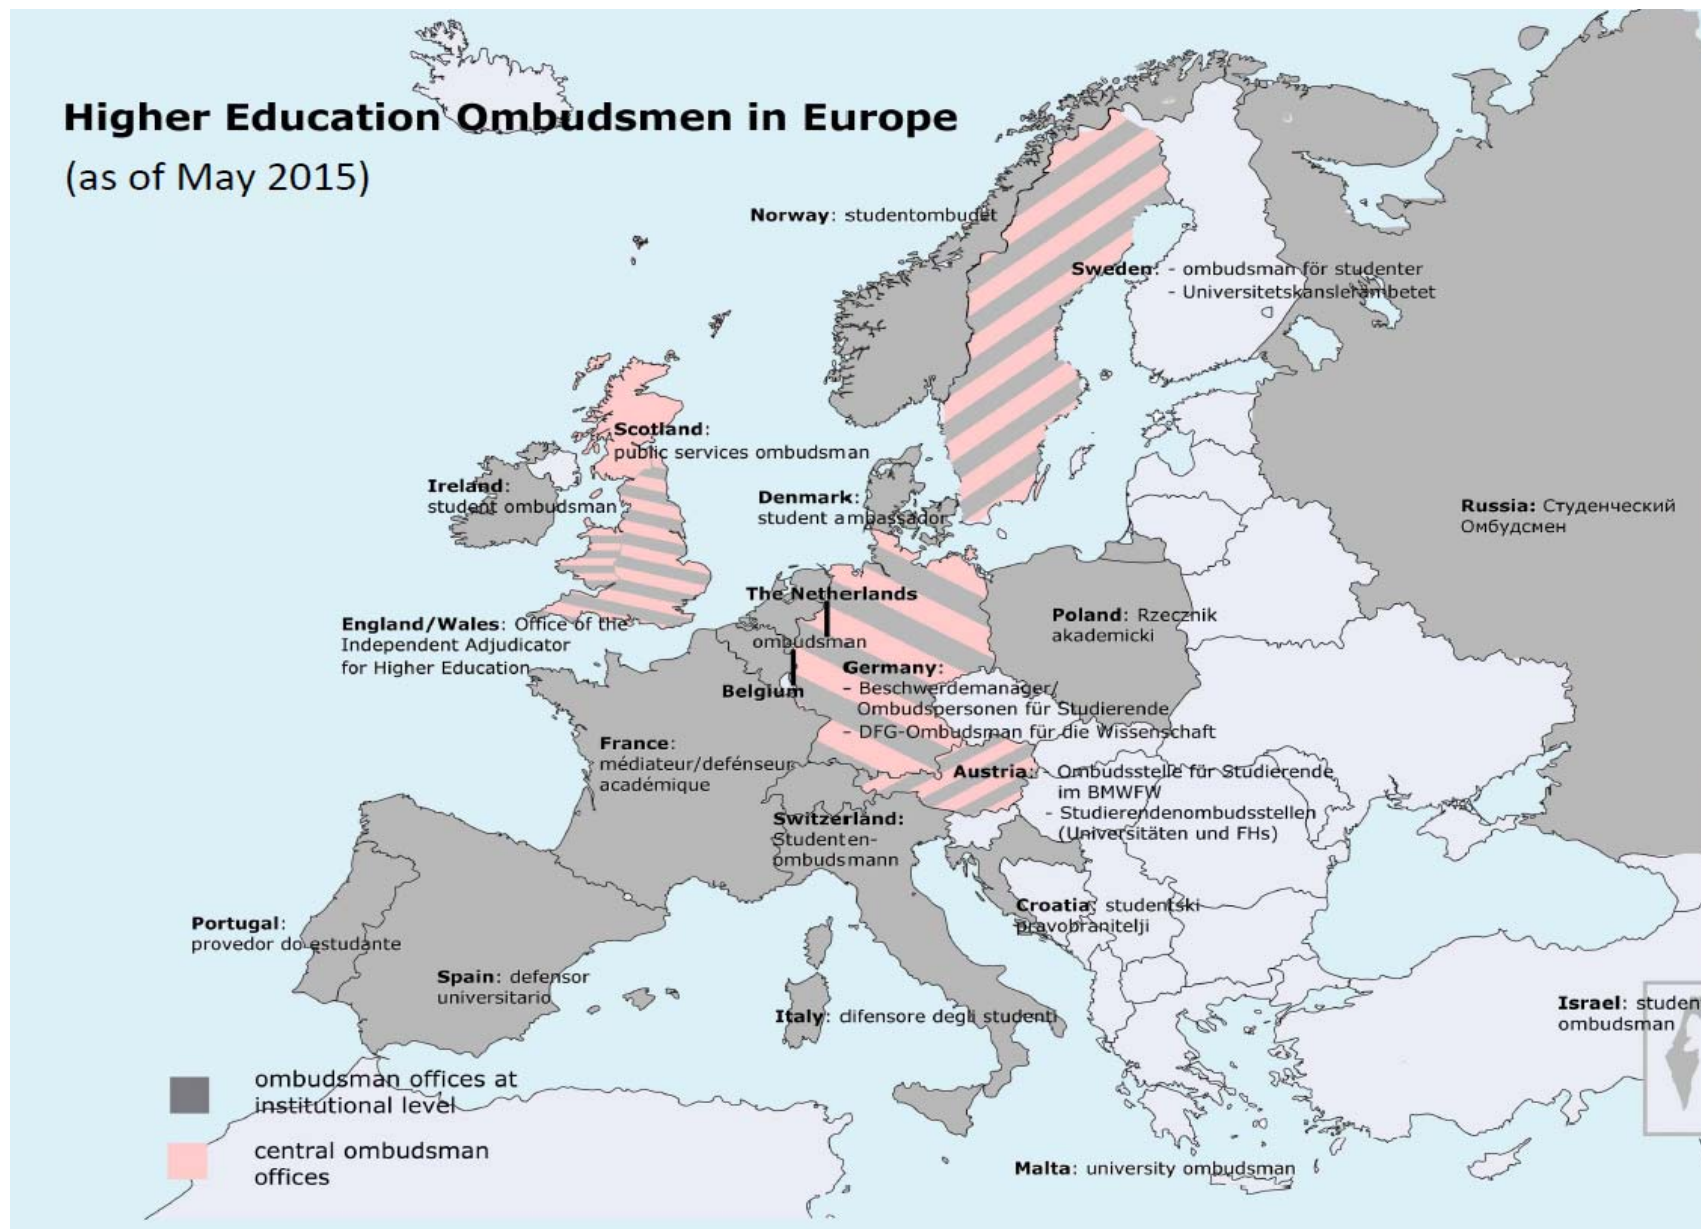 Higher Education Ombudsmen in Europe
(as of May 2015)
Norway: studentombudet
Sweden: - ombudsman för studenter
- Universitetskanslerämbetet
Scotland:
public services ombudsman
Ireland:
student ombudsman
Denmark:
student ambassador
Russia: Студенческий
Омбудсмен
The Netherlands
ombudsman
Belgium
England/Wales: Office of the
Independent Adjudicator
for Higher Education
Poland: Rzecznik
akademicki
Germany:
- Beschwerdemanager/
Ombudspersonen für Studierende
- DFG-Ombudsman für die Wissenschaft
France:
médiateur/defénseur
académique
Austria: - Ombudsstelle für Studierende
im BMWFW
- Studierendenombudsstellen
(Universitäten und FHs)
Switzerland:
Studenten-
ombudsmann
Croatia: studentski
pravobranitelji
Portugal:
provedor do estudante
Spain: defensor
universitario
Italy: difensore degli studenti
Israel: studen
ombudsman
ombudsman offices at
institutional level
central ombudsman
offices
Malta: university ombudsman